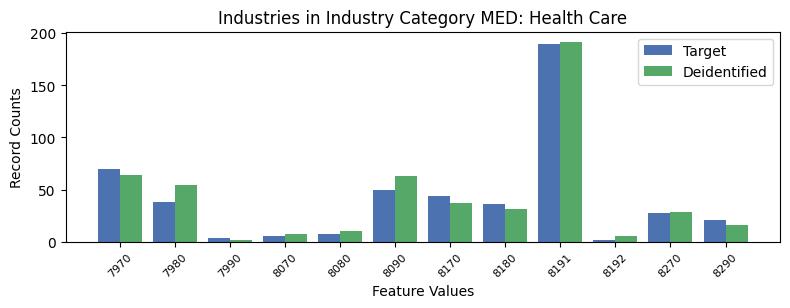 Industries in Industry Category MED: Health Care
Record Counts
200
150
100
50
0
Target
Deidentified
7970 7980 7990 8070 8080 8090 8170 8180 8191 8192 8270 8290
Feature Values